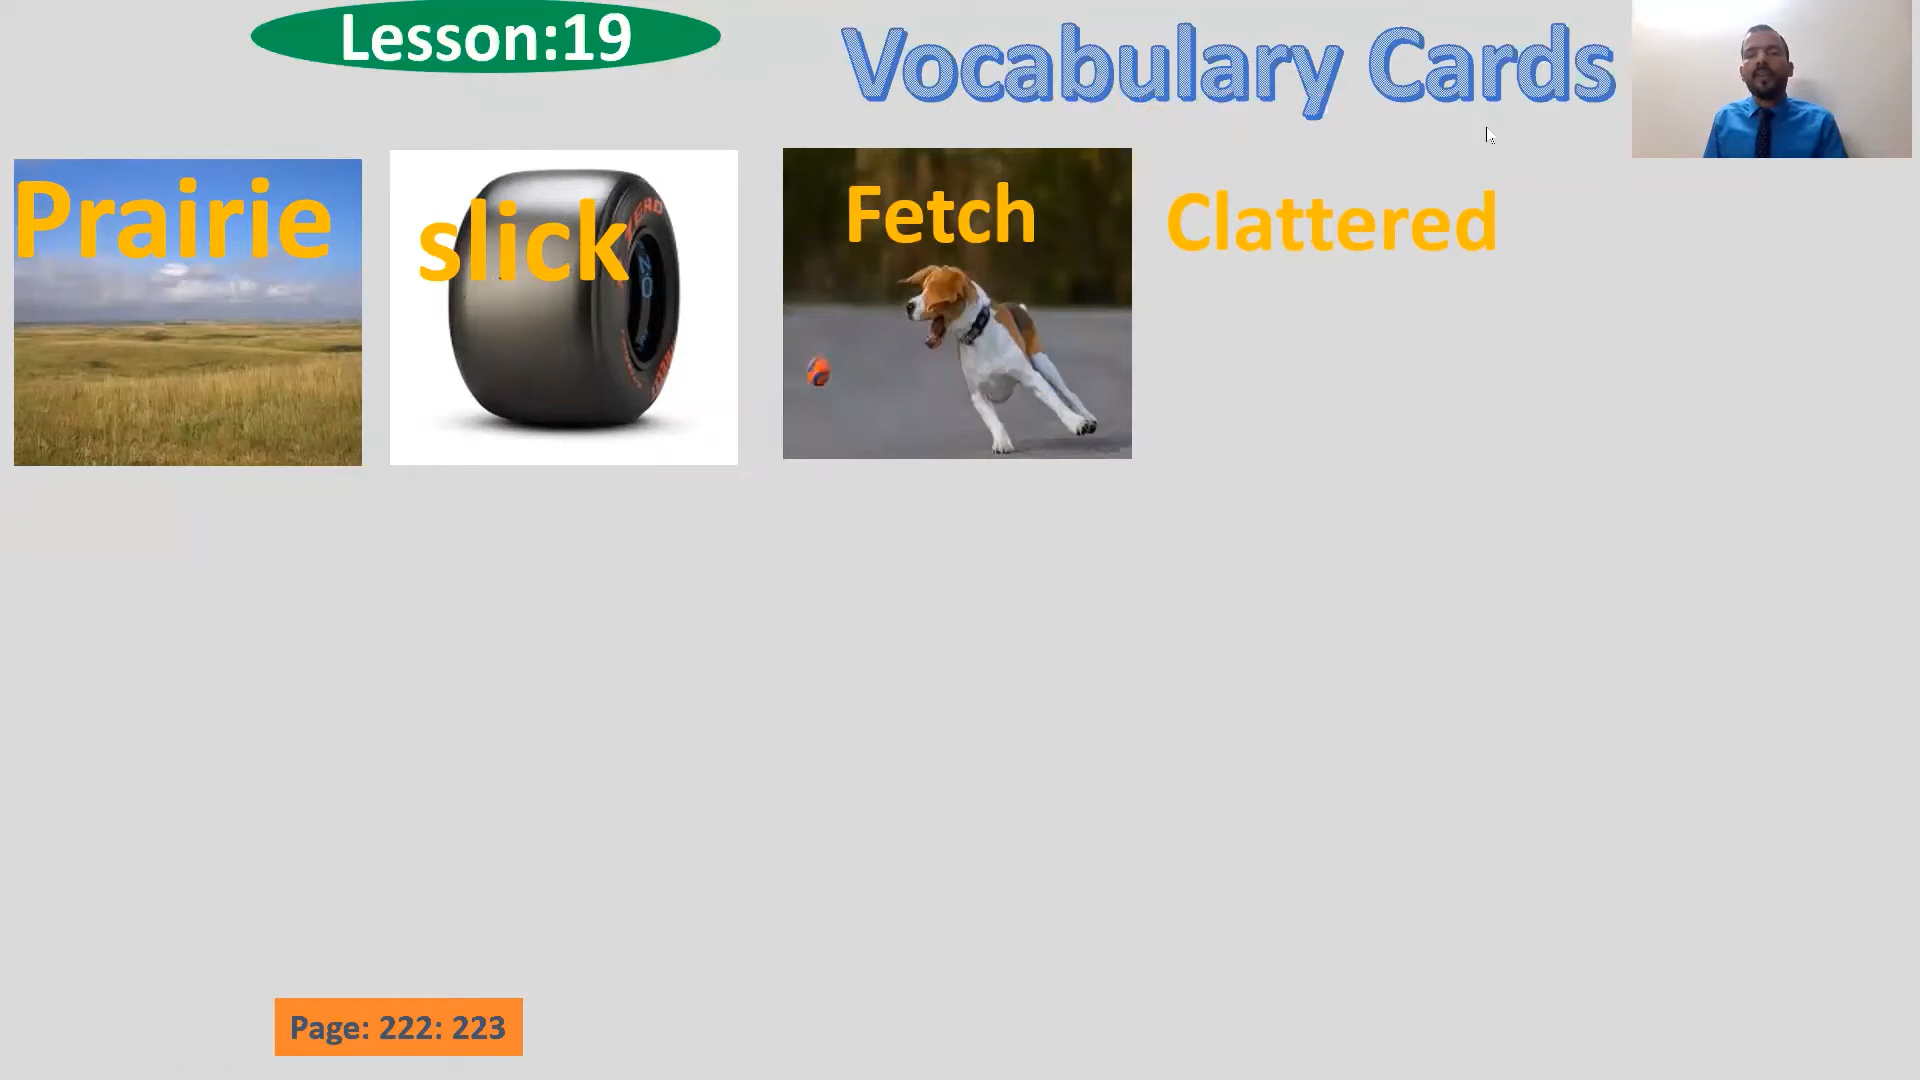 Lesson:19
Vocabulary Cards
Prairie
slick
Fetch
Clattered
Page: 222: 223